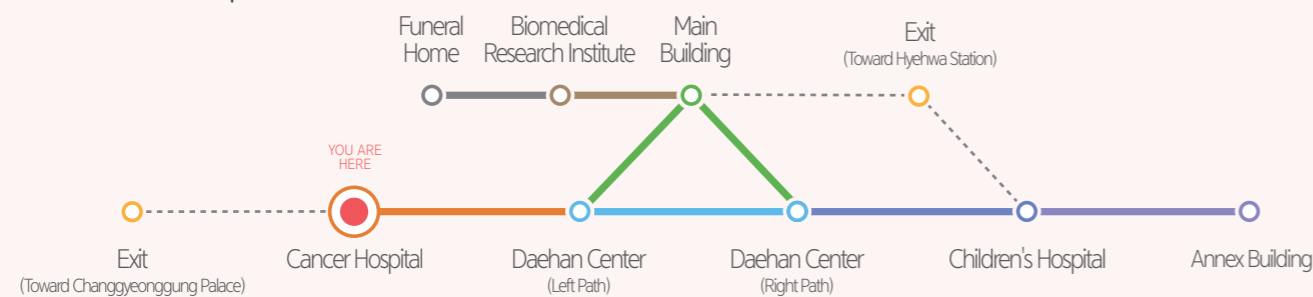 Funeral
Home
Biomedical
Research Institute
Main
Building
Exit
(Toward Hyehwa Station)
YOU ARE
HERE
Exit
(Toward Changgyeonggung Palace)
Cancer Hospital
Daehan Center
(Left Path)
Daehan Center
(Right Path)
Children's Hospital
Annex Building